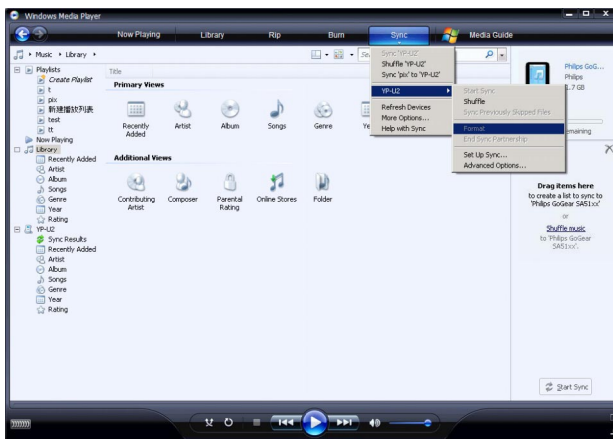 Windows Media Player
Now Playing
Library
Rip
Burn
Sync
Media Guide
Music
Library
Playlists
Create Playlist
t
pix
新建播放列表
test
tt
Now Playing
Library
Recently Added
Artist
Album
Songs
Genre
Year
Rating
YP-U2
Sync Results
Recently Added
Artist
Album
Songs
Genre
Year
Rating
Title
Primary Views
Recently Added
Artist
Album
Songs
Genre
Additional Views
Contributing Artist
Composer
Parental Rating
Online Stores
Folder
Sync 'YP-U2'
Shuffle 'YP-U2'
Sync 'pix' to 'YP-U2'
YP-U2
Refresh Devices
More Options...
Help with Sync
Start Sync
Shuffle
Sync Previously Skipped Files
Format
End Sync Partnership
Set Up Sync...
Advanced Options...
Philips GoG...
Philips
.7 GB
emaining
Drag items here
to create a list to sync to
'Philips GoGear SA51xx'
or
Shuffle music
to 'Philips GoGear
SA51xx'.
Start Sync